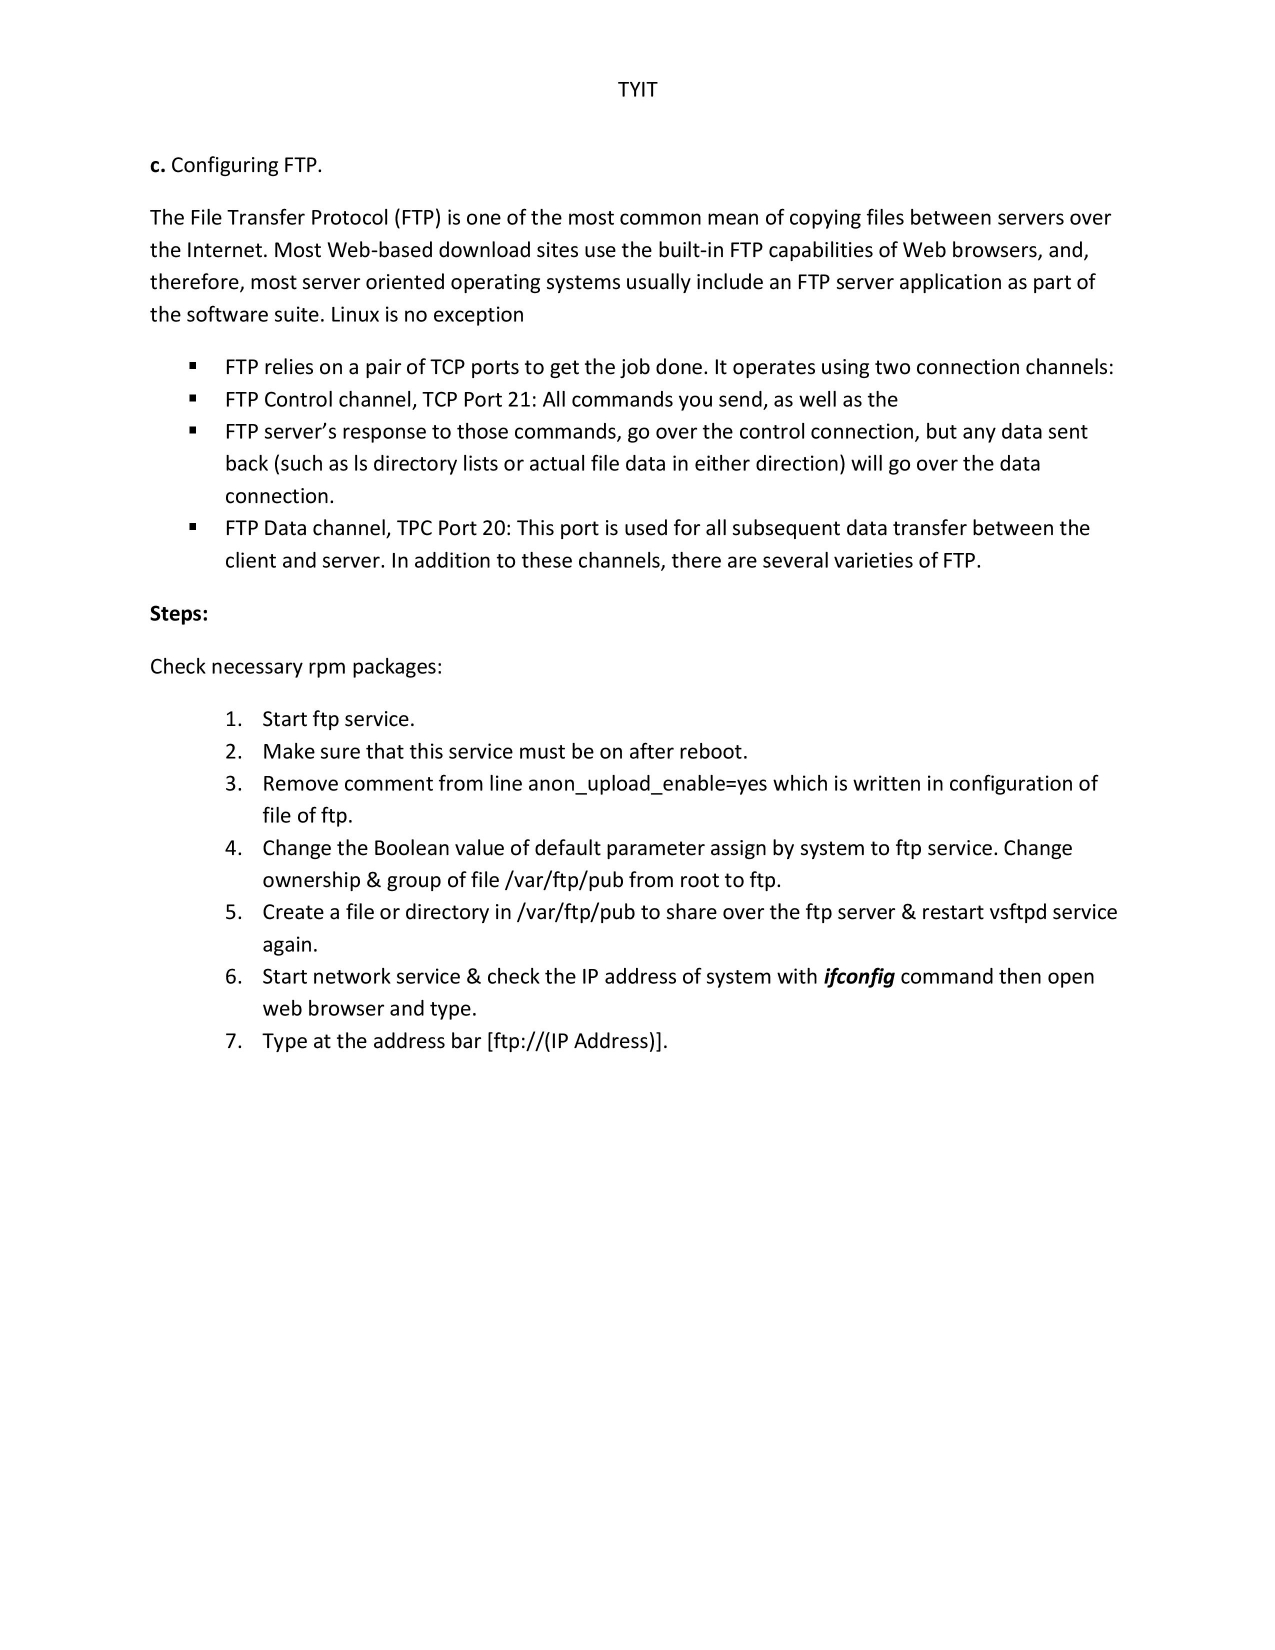 TYIT
c. Configuring FTP.
The File Transfer Protocol (FTP) is one of the most common mean of copying files between servers over
the Internet. Most Web-based download sites use the built-in FTP capabilities of Web browsers, and,
therefore, most server oriented operating systems usually include an FTP server application as part of
the software suite. Linux is no exception
▪ FTP relies on a pair of TCP ports to get the job done. It operates using two connection channels:
▪ FTP Control channel, TCP Port 21: All commands you send, as well as the
▪ FTP server’s response to those commands, go over the control connection, but any data sent
back (such as ls directory lists or actual file data in either direction) will go over the data
connection.
▪ FTP Data channel, TPC Port 20: This port is used for all subsequent data transfer between the
client and server. In addition to these channels, there are several varieties of FTP.
Steps:
Check necessary rpm packages:
1. Start ftp service.
2. Make sure that this service must be on after reboot.
3. Remove comment from line anon_upload_enable=yes which is written in configuration of
file of ftp.
4. Change the Boolean value of default parameter assign by system to ftp service. Change
ownership & group of file /var/ftp/pub from root to ftp.
5. Create a file or directory in /var/ftp/pub to share over the ftp server & restart vsftpd service
again.
6. Start network service & check the IP address of system with ifconfig command then open
web browser and type.
7. Type at the address bar [ftp://(IP Address)].